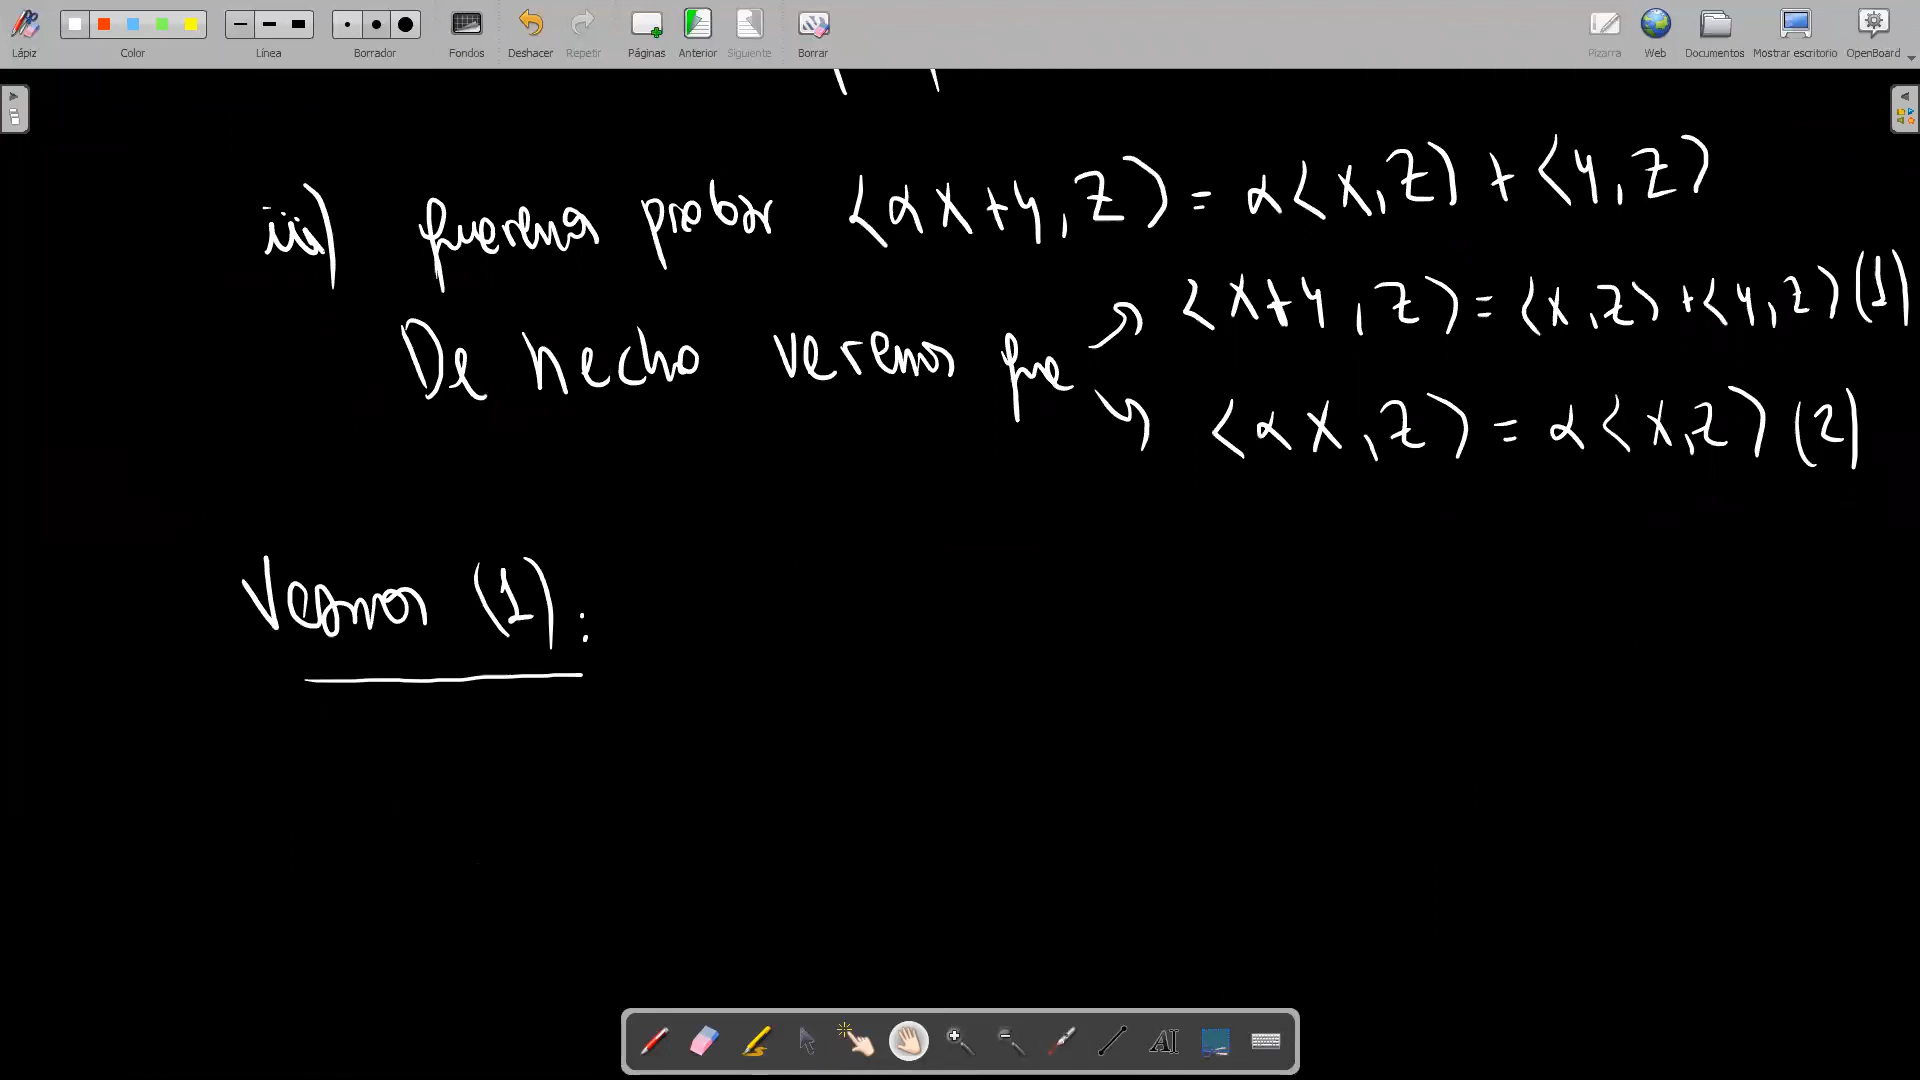 Lápiz Color Línea Borrador Fondos Deshacer Repetir Páginas Anterior Siguiente Borrar Pizarra Web Documentos Mostrar escritorio OpenBoard
iii) queremos probar ⟨αx+y, z⟩ = α⟨x, z⟩ + ⟨y, z⟩
⟨x+y, z⟩ = ⟨x, z⟩ + ⟨y, z⟩ (1)
De hecho veremos que
⟨αx, z⟩ = α⟨x, z⟩ (2)
Veamos (1):
AI